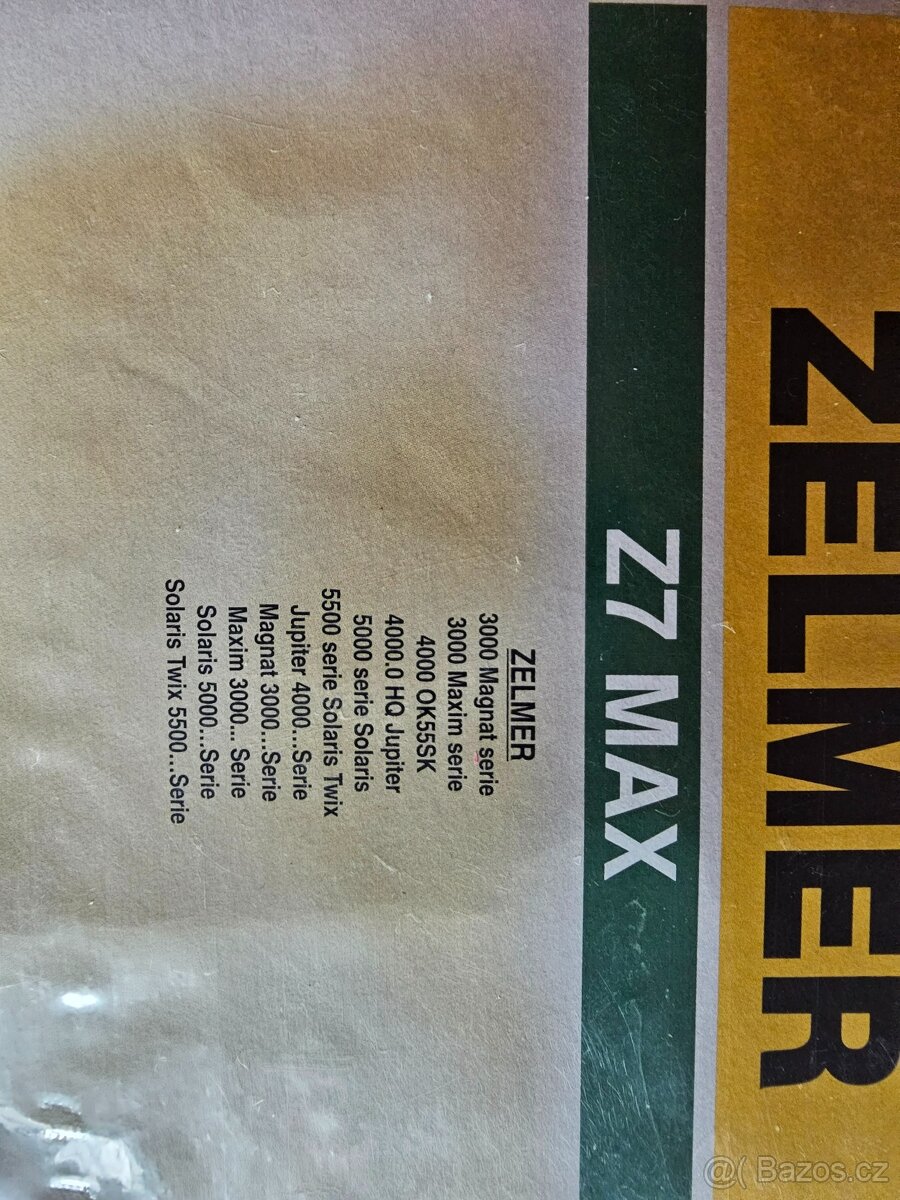 ZELMER
Z7 MAX
ZELMER
3000 Magnat serie
3000 Maxim serie
4000 OK55SK
4000.0 HQ Jupiter
5000 serie Solaris
5500 serie Solaris Twix
Jupiter 4000...Serie
Magnat 3000...Serie
Maxim 3000... Serie
Solaris 5000...Serie
Solaris Twix 5500...Serie
@( Bazos.cz